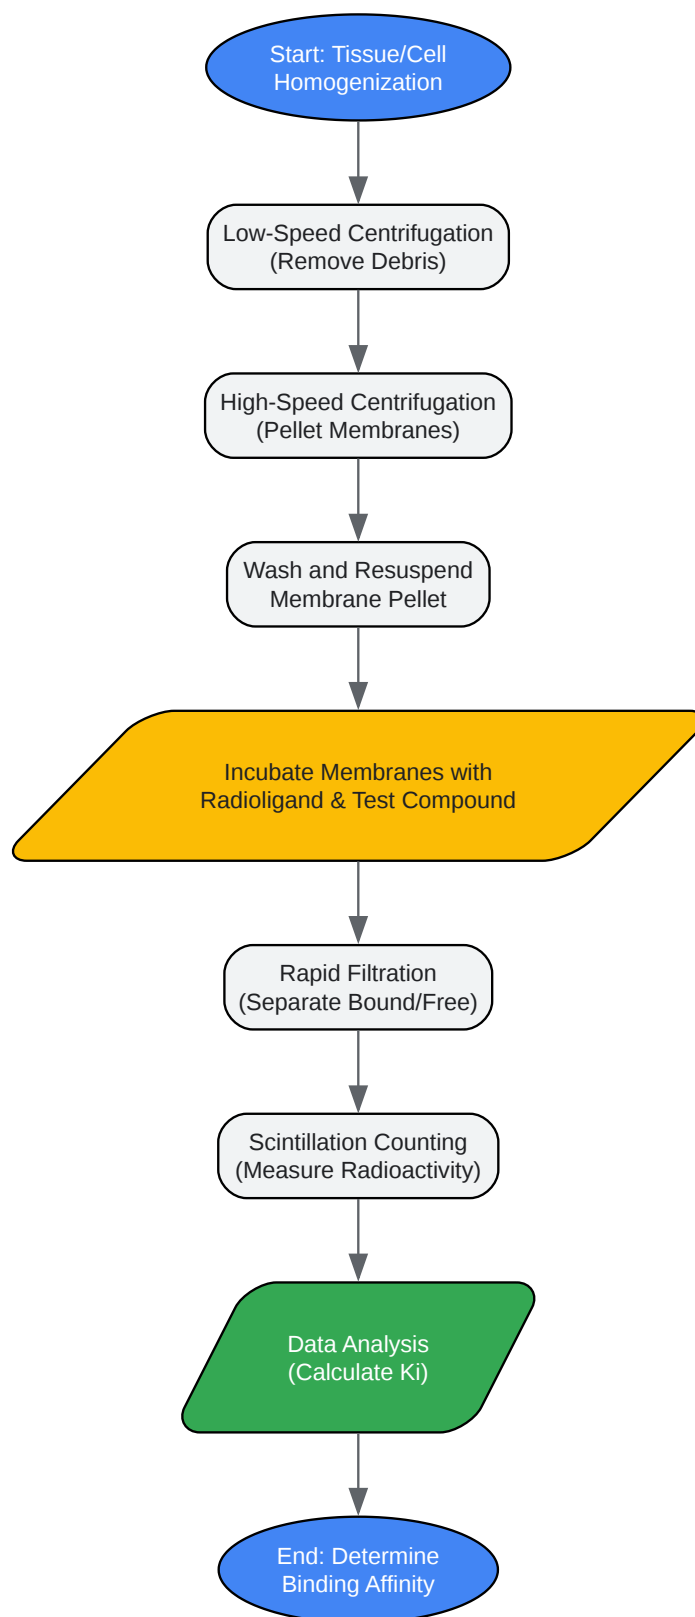 Start: Tissue/Cell
Homogenization
Low-Speed Centrifugation
(Remove Debris)
High-Speed Centrifugation
(Pellet Membranes)
Wash and Resuspend
Membrane Pellet
Incubate Membranes with
Radioligand & Test Compound
Rapid Filtration
(Separate Bound/Free)
Scintillation Counting
(Measure Radioactivity)
Data Analysis
(Calculate Ki)
End: Determine
Binding Affinity